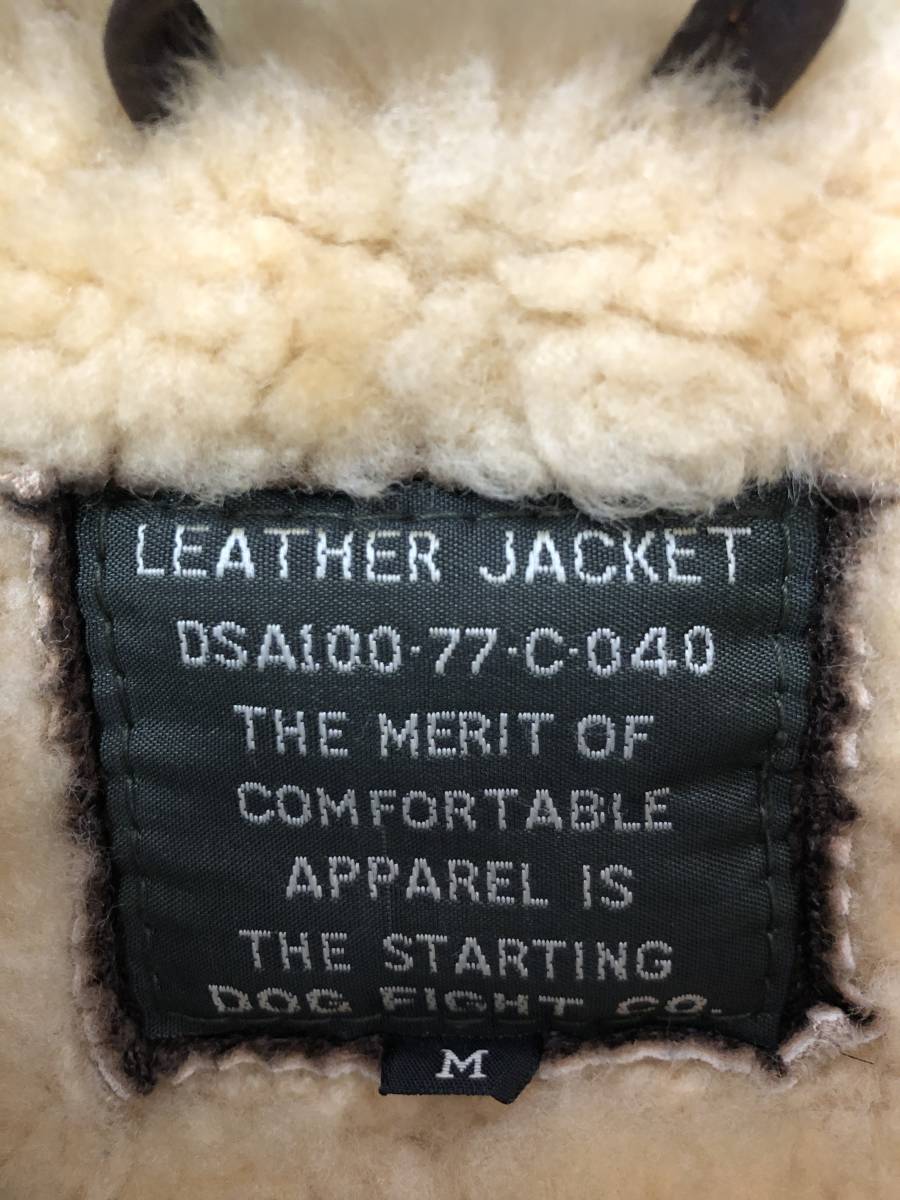 LEATHER JACKET
DSA100·77·C·040
THE MERIT OF
COMFORTABLE
APPAREL IS
THE STARTING
DOG FIGHT CO.
M